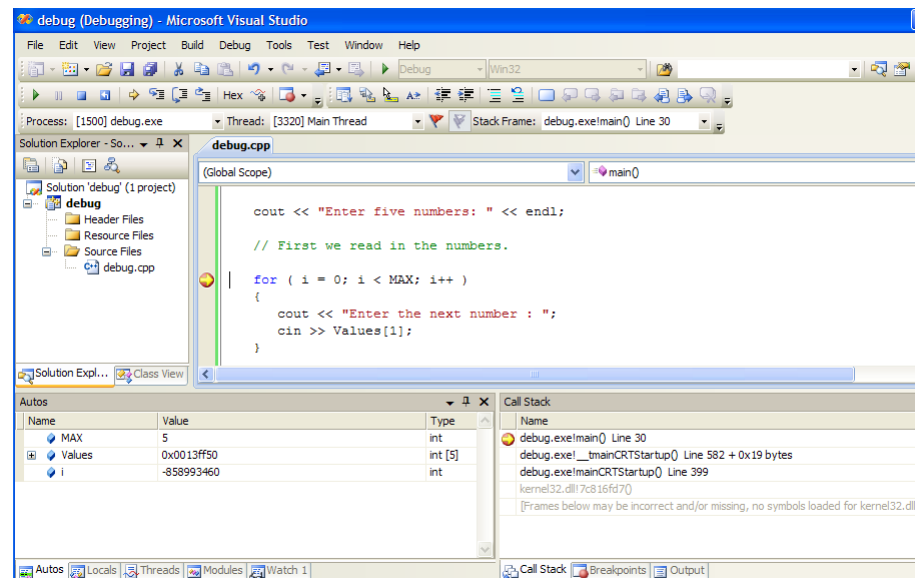 debug (Debugging) - Microsoft Visual Studio
File Edit View Project Build Debug Tools Test Window Help
Debug Win32
Hex
Process: [1500] debug.exe Thread: [3320] Main Thread Stack Frame: debug.exe!main() Line 30
Solution Explorer - So...
debug.cpp
(Global Scope) main()
Solution 'debug' (1 project)
debug
Header Files
Resource Files
Source Files
debug.cpp
cout << "Enter five numbers: " << endl;
// First we read in the numbers.
for ( i = 0; i < MAX; i++ )
{
cout << "Enter the next number : ";
cin >> Values[1];
}
Solution Expl... Class View
Autos
Name Value Type
MAX 5 int
Values 0x0013ff50 int [5]
i -858993460 int
Autos Locals Threads Modules Watch 1
Call Stack
Name
debug.exe!main() Line 30
debug.exe!__tmainCRTStartup() Line 582 + 0x19 bytes
debug.exe!mainCRTStartup() Line 399
kernel32.dll!7c816fd7()
[Frames below may be incorrect and/or missing, no symbols loaded for kernel32.dll
Call Stack Breakpoints Output